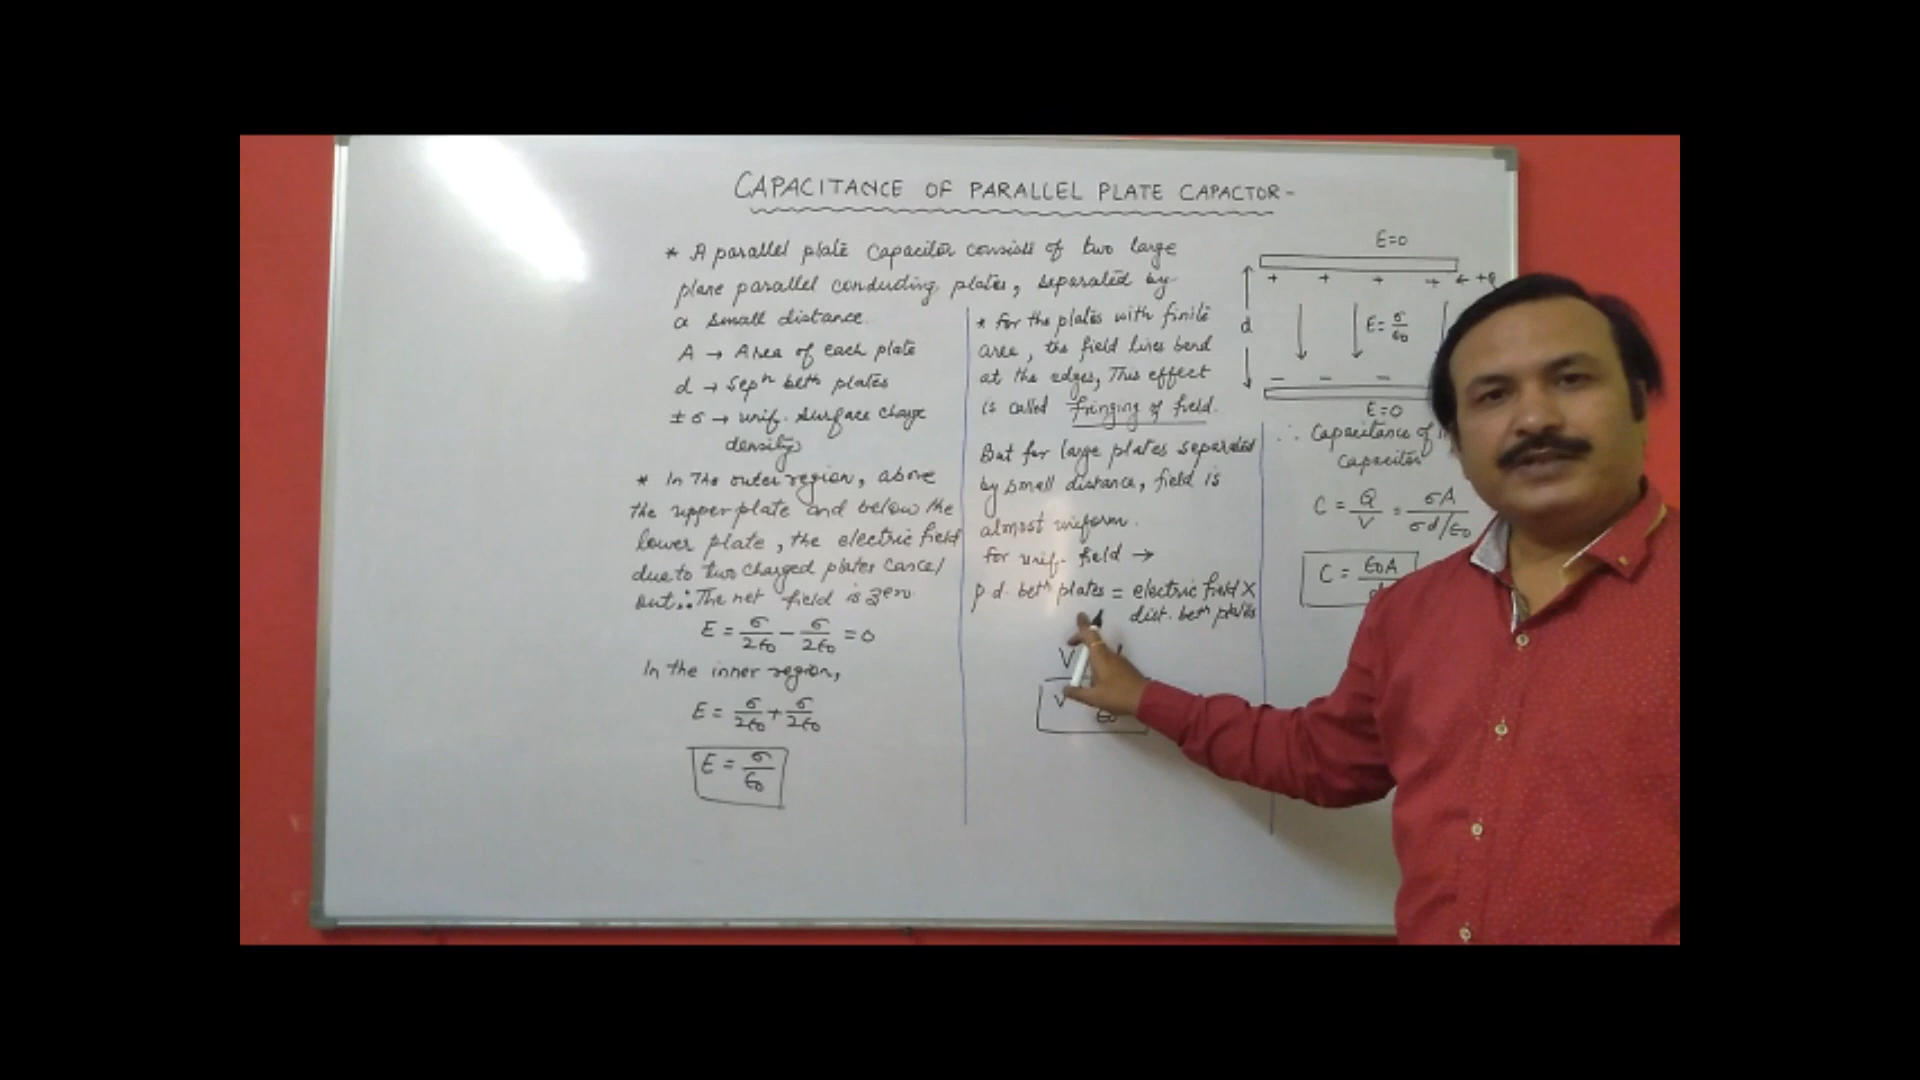 CAPACITANCE OF PARALLEL PLATE CAPACTOR-
* A parallel plate capacitor consists of two large
plane parallel conducting plates, separated by
a small distance.
A → Area of each plate
d → Sepⁿ betⁿ plates
± σ → unif. surface charge
density
* In the outer region, above
the upper plate and below the
lower plate, the electric field
due to two charged plates cancel
out ∴ The net field is zero
E = σ/2ε₀ - σ/2ε₀ = 0
In the inner region,
E = σ/2ε₀ + σ/2ε₀
E = σ/ε₀
* For the plates with finite
area, the field lines bend
at the edges, This effect
is called fringing of field.
But for large plates separated
by small distance, field is
almost uniform.
for unif. field →
p.d. betⁿ plates = electric field ×
dist. betⁿ plates
V
V
ε₀
E=0
+ + + + ← +Q
d
E = σ/ε₀
- - -
E=0
∴ Capacitance of
Capacitor
C = Q/V = σA/σd/ε₀
C = ε₀A